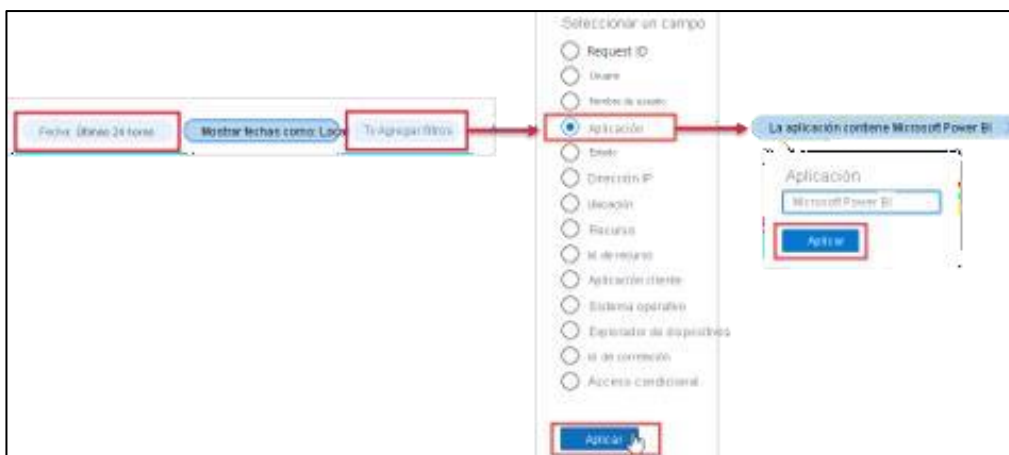 Fecha: Últimas 24 horas
Mostrar fechas como: Loca
Agregar filtros
Seleccionar un campo
Request ID
Usuario
Nombre de usuario
Aplicación
Estado
Dirección IP
Ubicación
Recurso
Id. de recurso
Aplicación cliente
Sistema operativo
Explorador de dispositivos
Id. de correlación
Acceso condicional
Aplicar
La aplicación contiene Microsoft Power BI
Aplicación
Microsoft Power BI
Aplicar